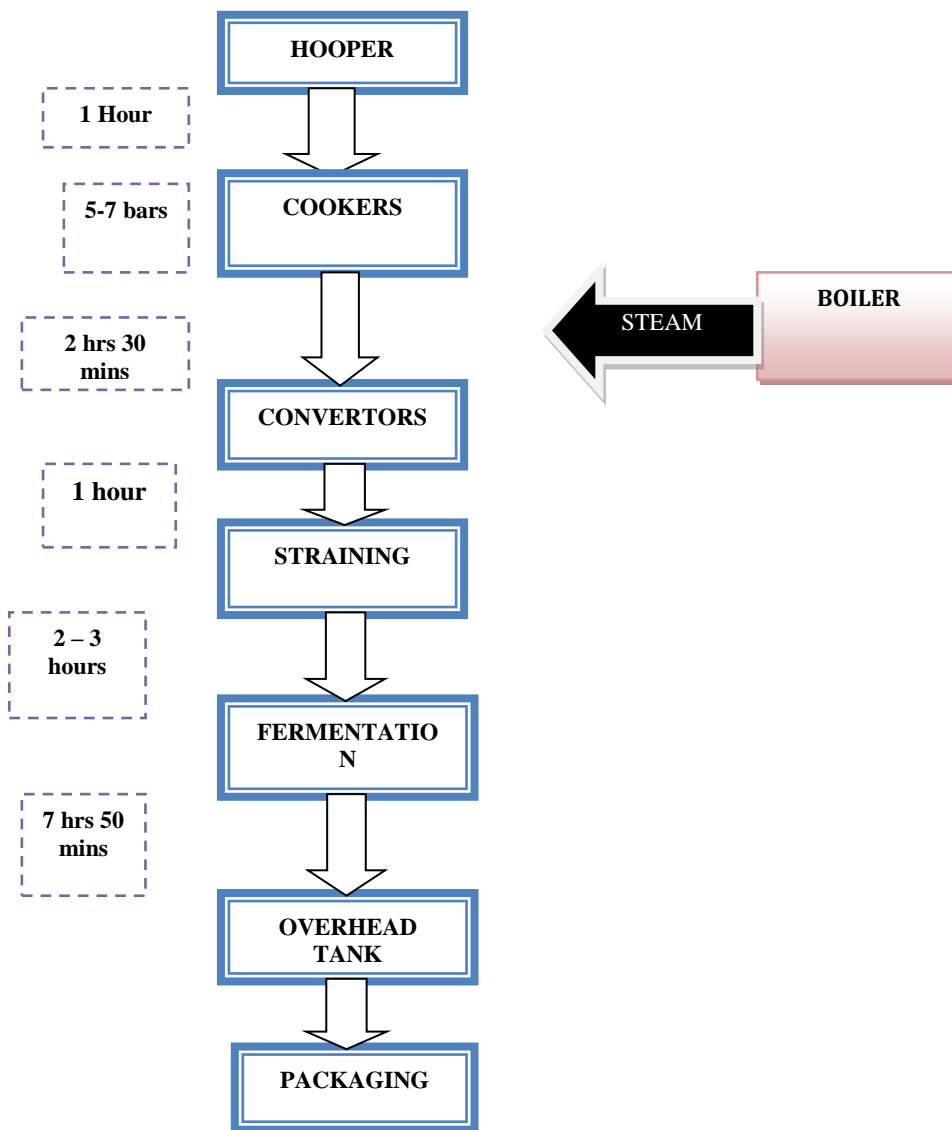 HOOPER
1 Hour
5-7 bars
COOKERS
BOILER
STEAM
2 hrs 30
mins
CONVERTORS
1 hour
STRAINING
2 – 3
hours
FERMENTATIO
N
7 hrs 50
mins
OVERHEAD
TANK
PACKAGING